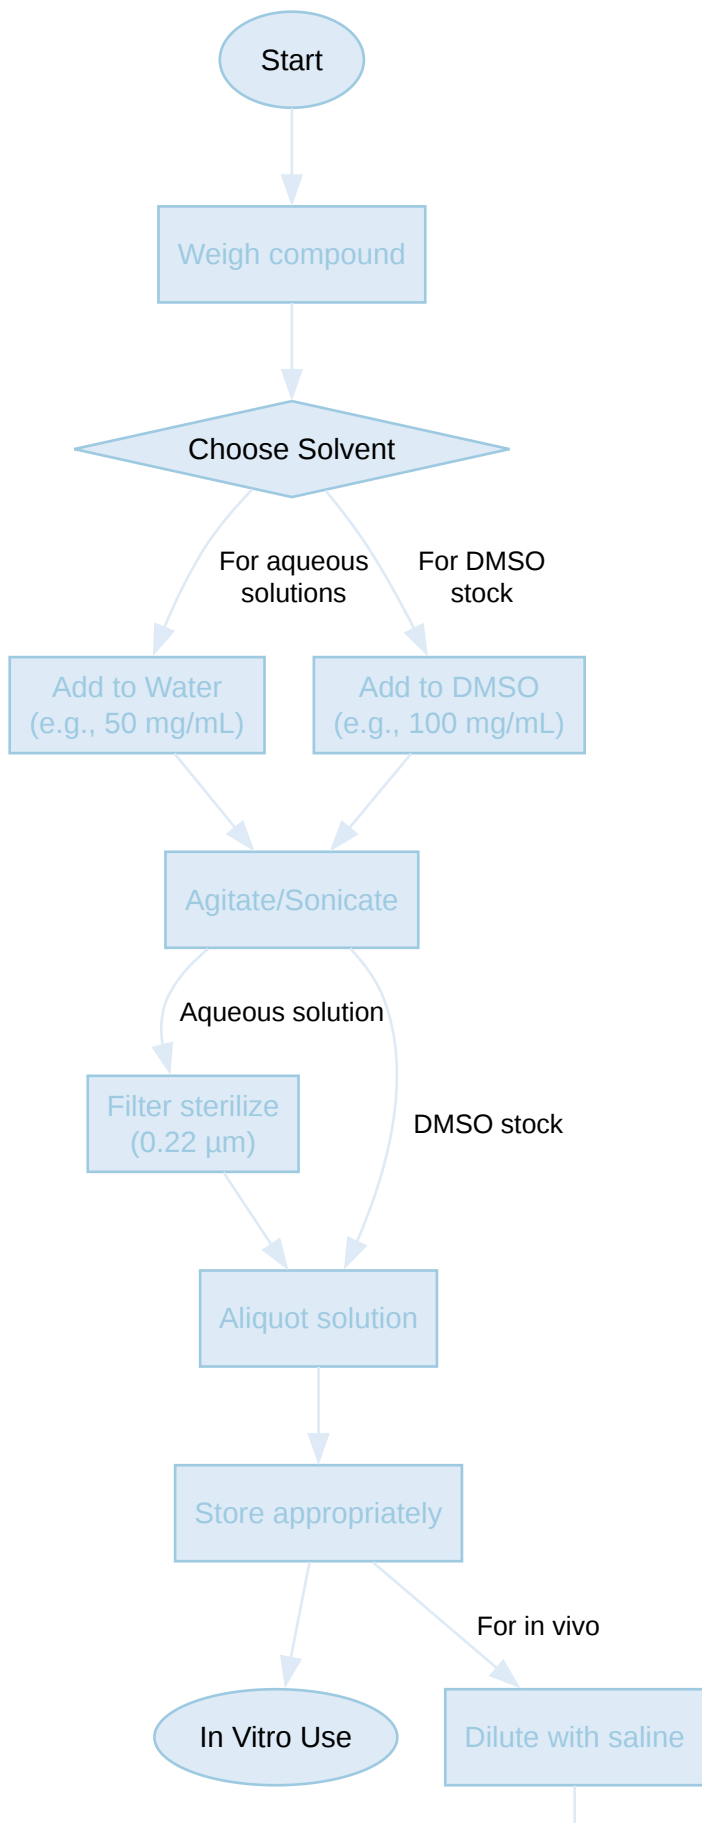 Start
Weigh compound
Choose Solvent
For aqueous
solutions
For DMSO
stock
Add to Water
(e.g., 50 mg/mL)
Add to DMSO
(e.g., 100 mg/mL)
Agitate/Sonicate
Aqueous solution
Filter sterilize
(0.22 µm)
DMSO stock
Aliquot solution
Store appropriately
For in vivo
In Vitro Use
Dilute with saline